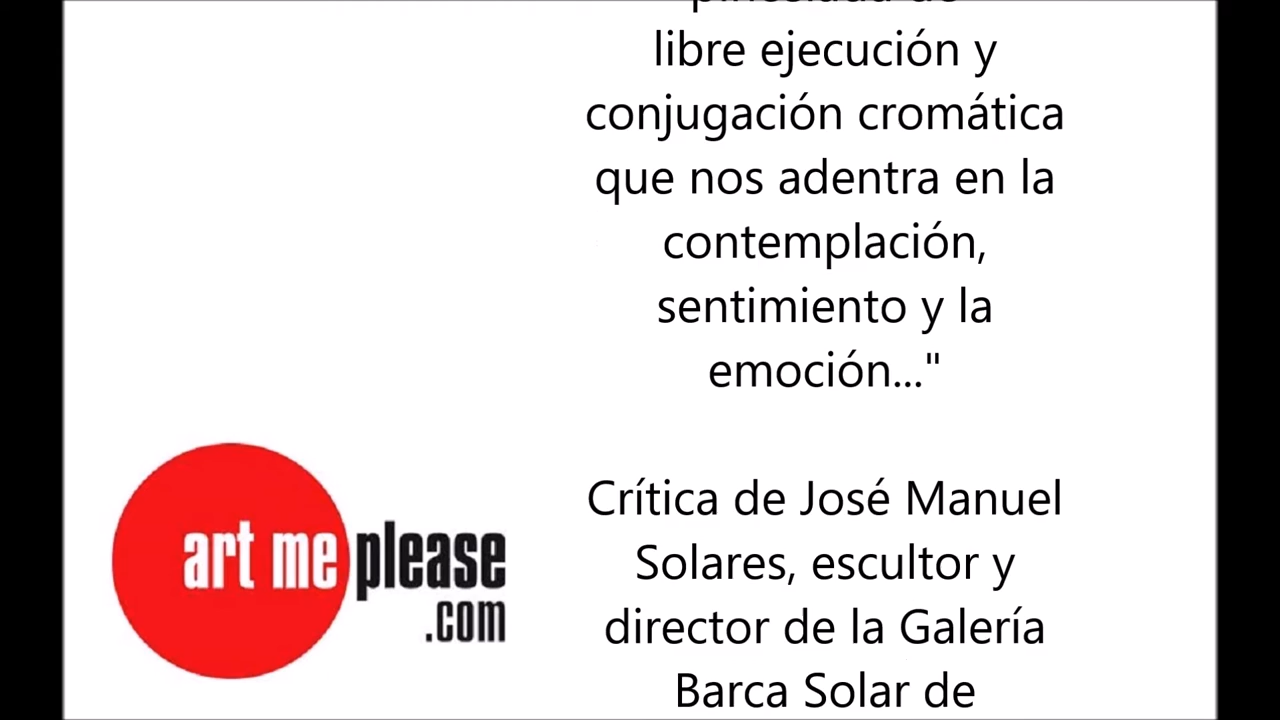 libre ejecución y
conjugación cromática
que nos adentra en la
contemplación,
sentimiento y la
emoción..."
Crítica de José Manuel
Solares, escultor y
director de la Galería
Barca Solar de
art me please
.com